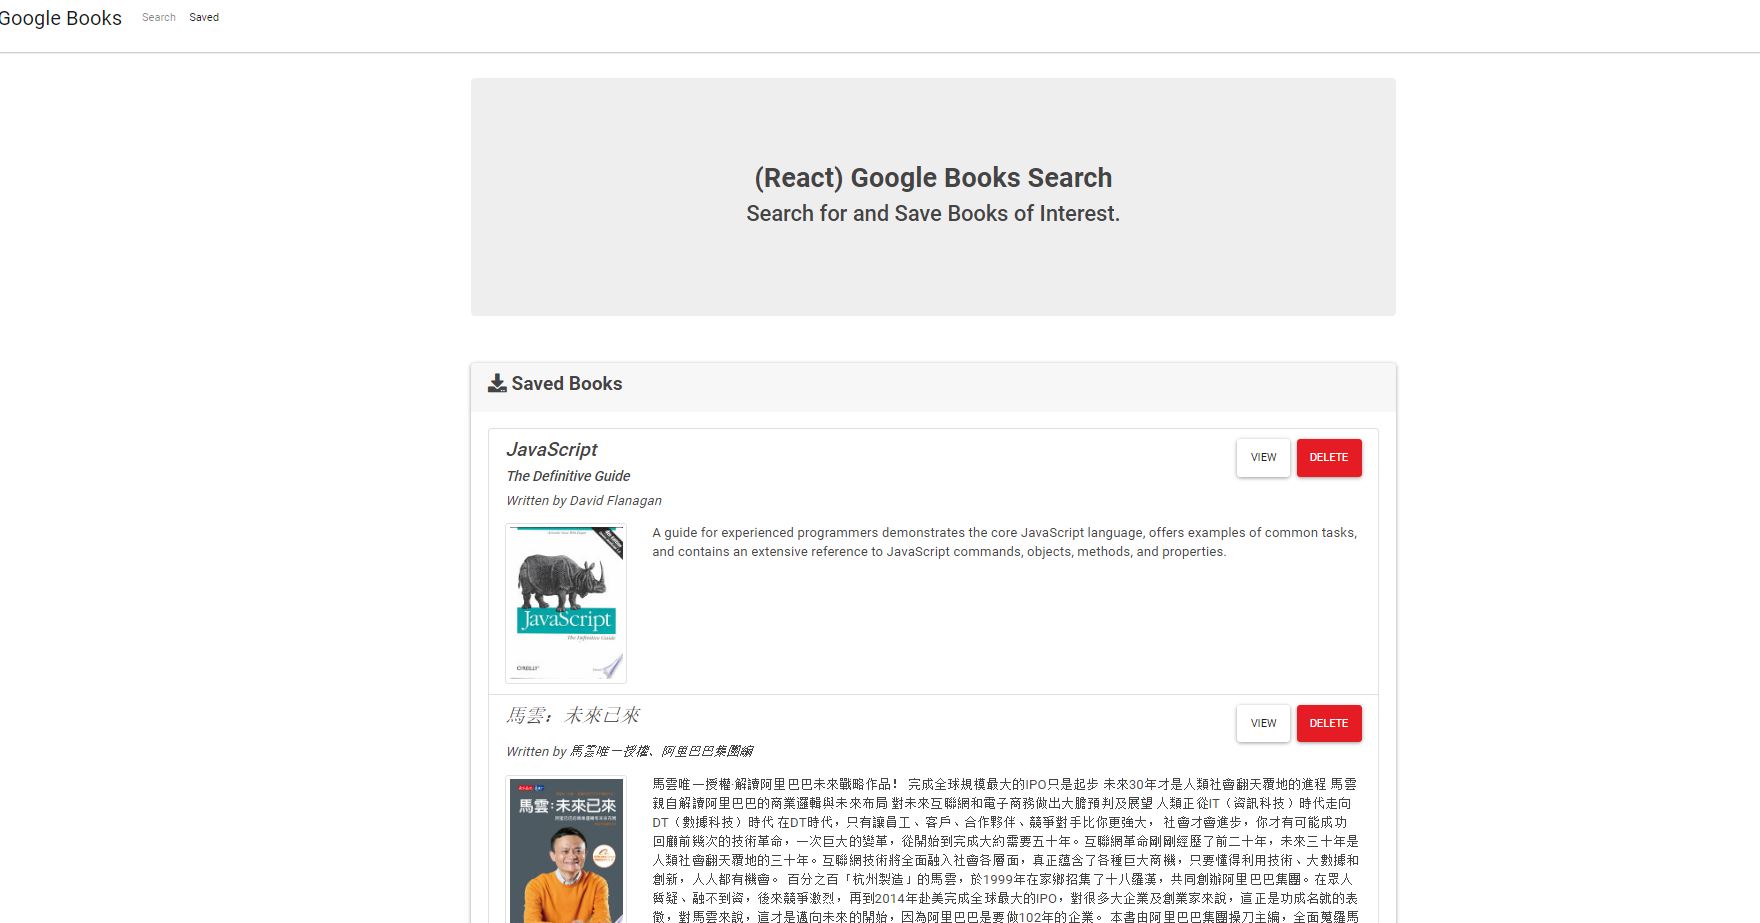 Google Books Search Saved
(React) Google Books Search
Search for and Save Books of Interest.
Saved Books
JavaScript
VIEW DELETE
The Definitive Guide
Written by David Flanagan
A guide for experienced programmers demonstrates the core JavaScript language, offers examples of common tasks,
and contains an extensive reference to JavaScript commands, objects, methods, and properties.
JavaScript
The Definitive Guide
O'REILLY
馬雲：未來已來
VIEW DELETE
Written by 馬雲唯一授權、阿里巴巴集團編
馬雲：未來已來
馬雲唯一授權‧解讀阿里巴巴未來戰略作品！ 完成全球規模最大的IPO只是起步 未來30年才是人類社會翻天覆地的進程 馬雲
親自解讀阿里巴巴的商業邏輯與未來布局 對未來互聯網和電子商務做出大膽預判及展望 人類正從IT（資訊科技）時代走向
DT（數據科技）時代 在DT時代，只有讓員工、客戶、合作夥伴、競爭對手比你更強大， 社會才會進步，你才有可能成功
回顧前幾次的技術革命，一次巨大的變革，從開始到完成大約需要五十年。互聯網革命剛剛經歷了前二十年，未來三十年是
人類社會翻天覆地的三十年。互聯網技術將全面融入社會各層面，真正蘊含了各種巨大商機，只要懂得利用技術、大數據和
創新，人人都有機會。 百分之百「杭州製造」的馬雲，於1999年在家鄉招集了十八羅漢，共同創辦阿里巴巴集團。在眾人
質疑、融不到資，後來競爭激烈，再到2014年赴美完成全球最大的IPO，對很多大企業及創業家來說，這正是功成名就的表
徵，對馬雲來說，這才是邁向未來的開始，因為阿里巴巴是要做102年的企業。 本書由阿里巴巴集團操刀主編，全面蒐羅馬